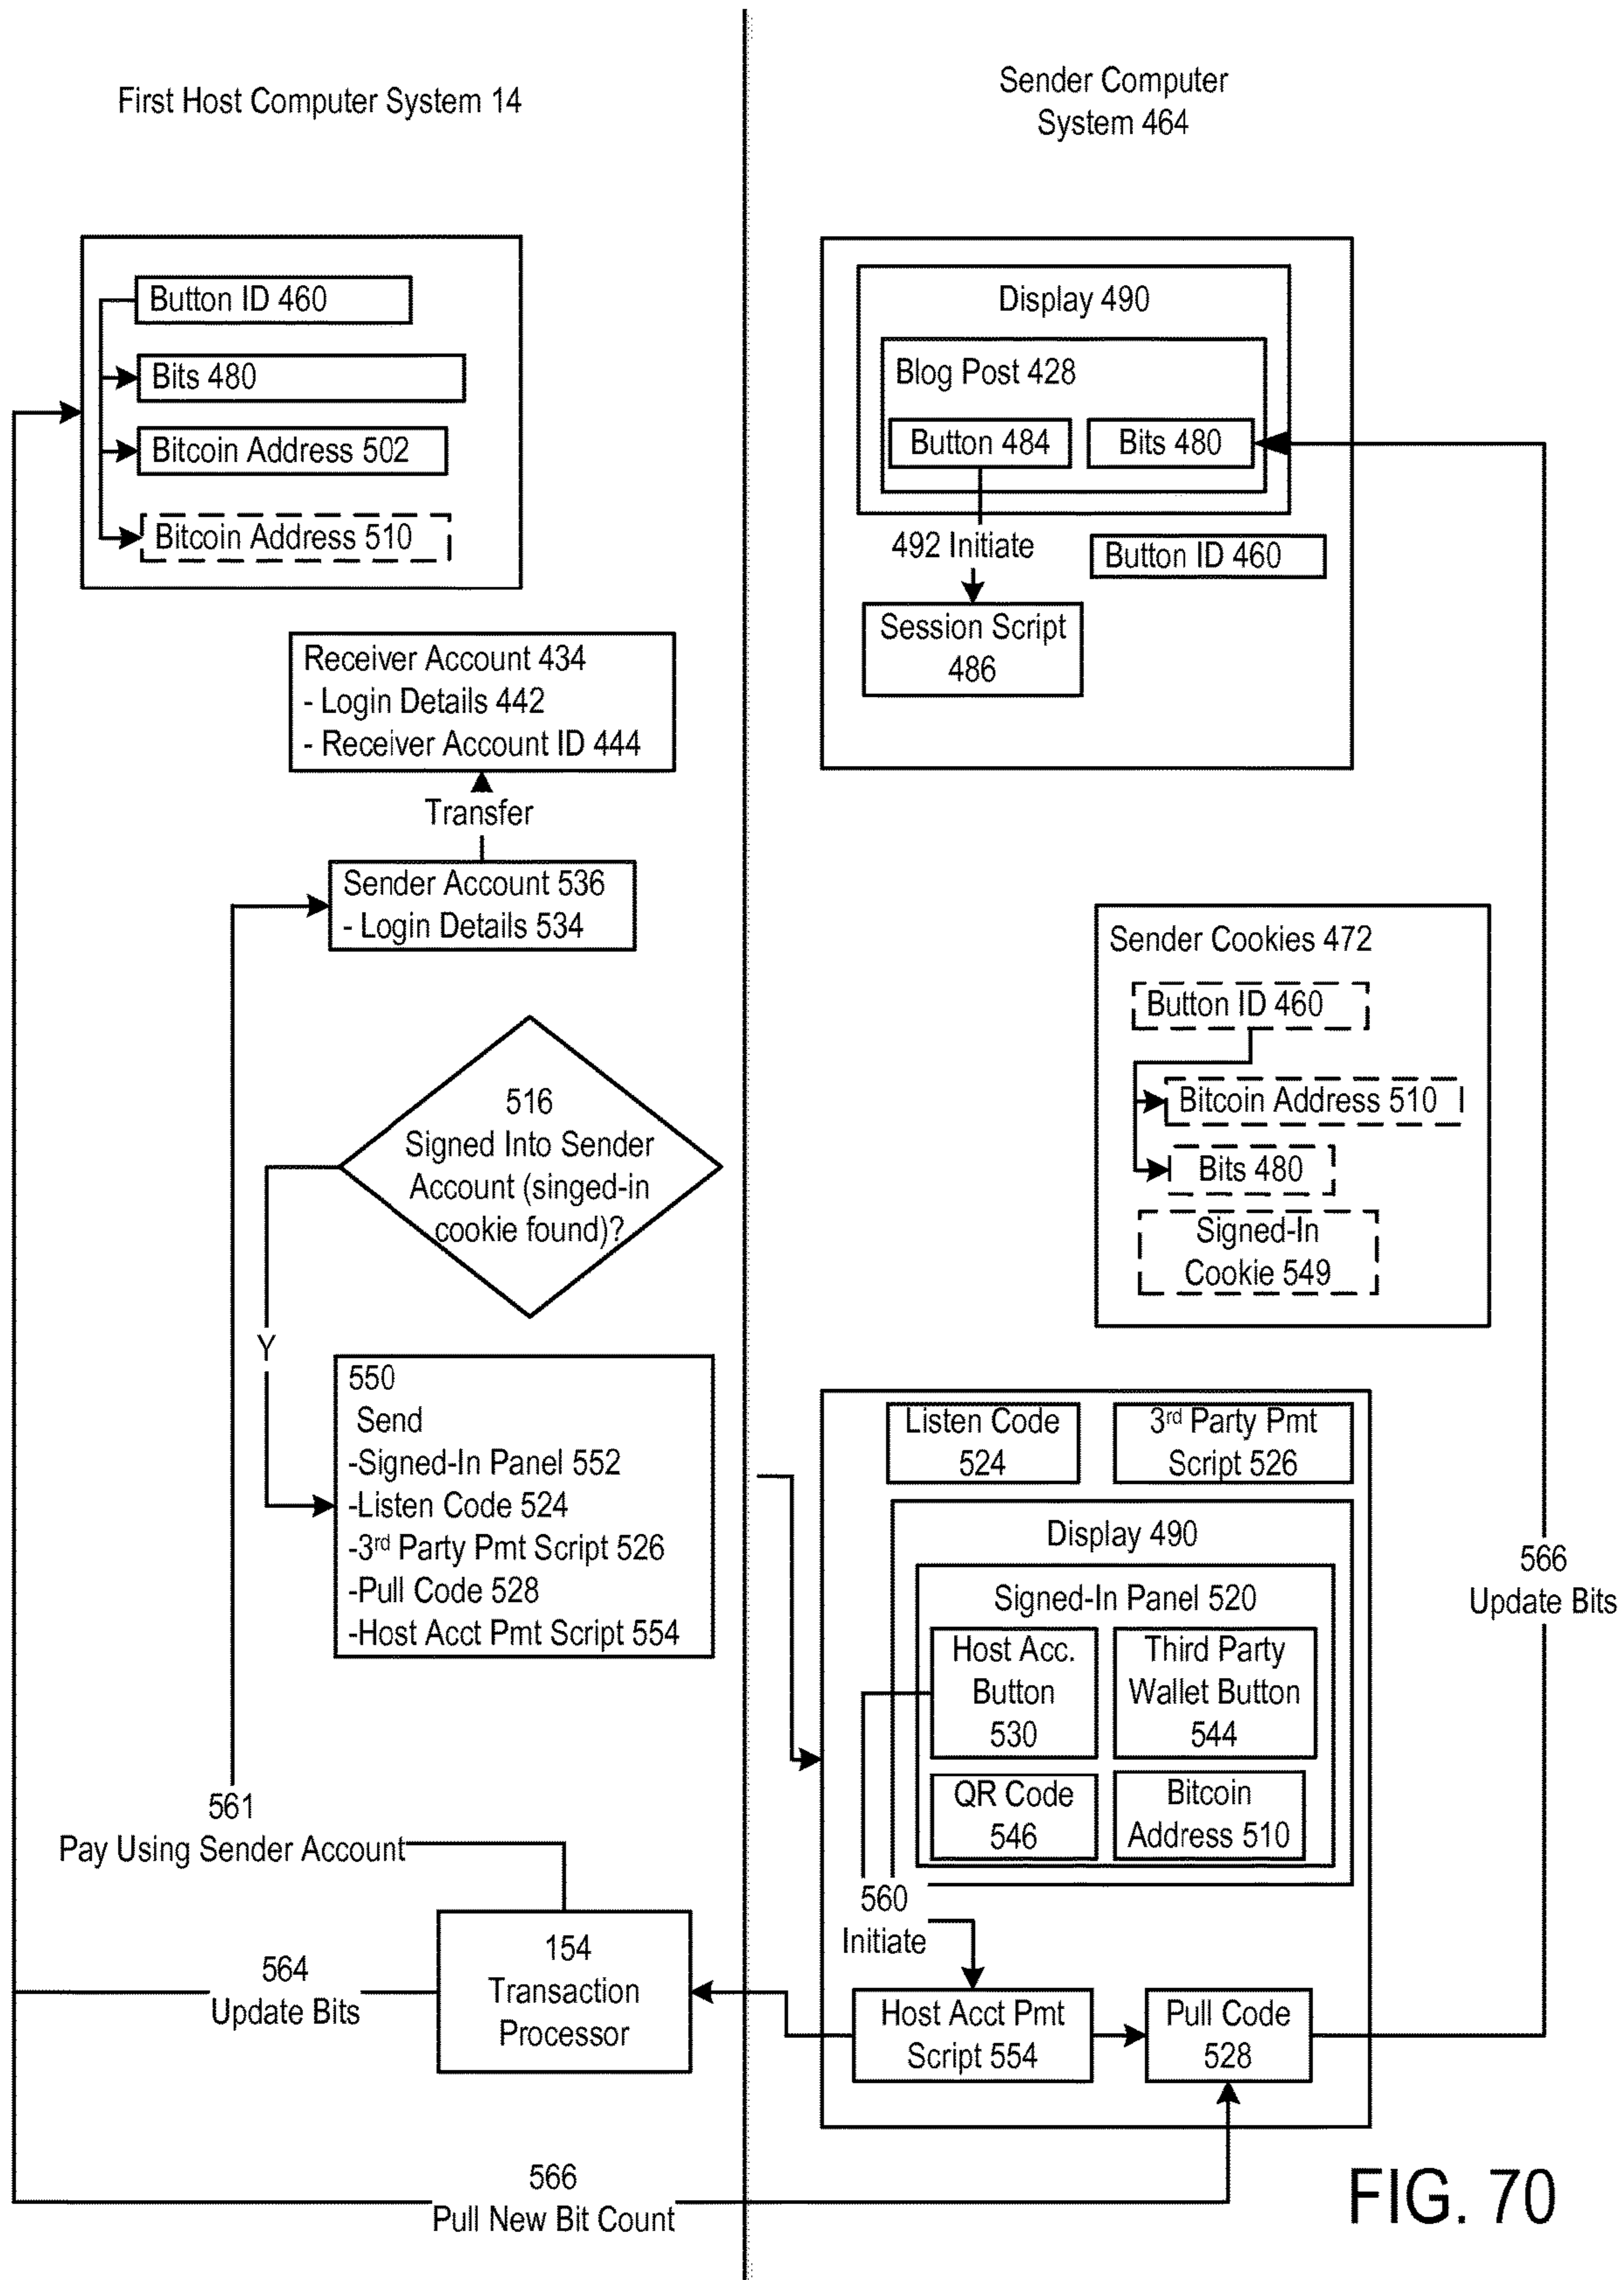 First Host Computer System 14
Sender Computer
System 464
Button ID 460
Bits 480
Bitcoin Address 502
Bitcoin Address 510
Display 490
Blog Post 428
Button 484
Bits 480
492 Initiate
Button ID 460
Session Script
486
Receiver Account 434
- Login Details 442
- Receiver Account ID 444
Transfer
Sender Account 536
- Login Details 534
Sender Cookies 472
Button ID 460
Bitcoin Address 510
Bits 480
Signed-In
Cookie 549
516
Signed Into Sender
Account (singed-in
cookie found)?
Y
550
Send
-Signed-In Panel 552
-Listen Code 524
-3rd Party Pmt Script 526
-Pull Code 528
-Host Acct Pmt Script 554
Listen Code
524
3rd Party Pmt
Script 526
Display 490
Signed-In Panel 520
Host Acc.
Button
530
Third Party
Wallet Button
544
QR Code
546
Bitcoin
Address 510
566
Update Bits
561
Pay Using Sender Account
560
Initiate
154
Transaction
Processor
564
Update Bits
Host Acct Pmt
Script 554
Pull Code
528
566
Pull New Bit Count
FIG. 70